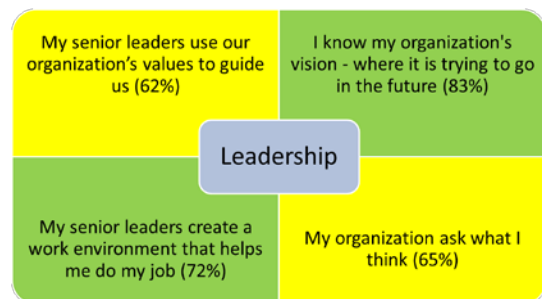 My senior leaders use our
organization's values to guide
us (62%)
I know my organization's
vision - where it is trying to go
in the future (83%)
Leadership
My senior leaders create a
work environment that helps
me do my job (72%)
My organization ask what I
think (65%)